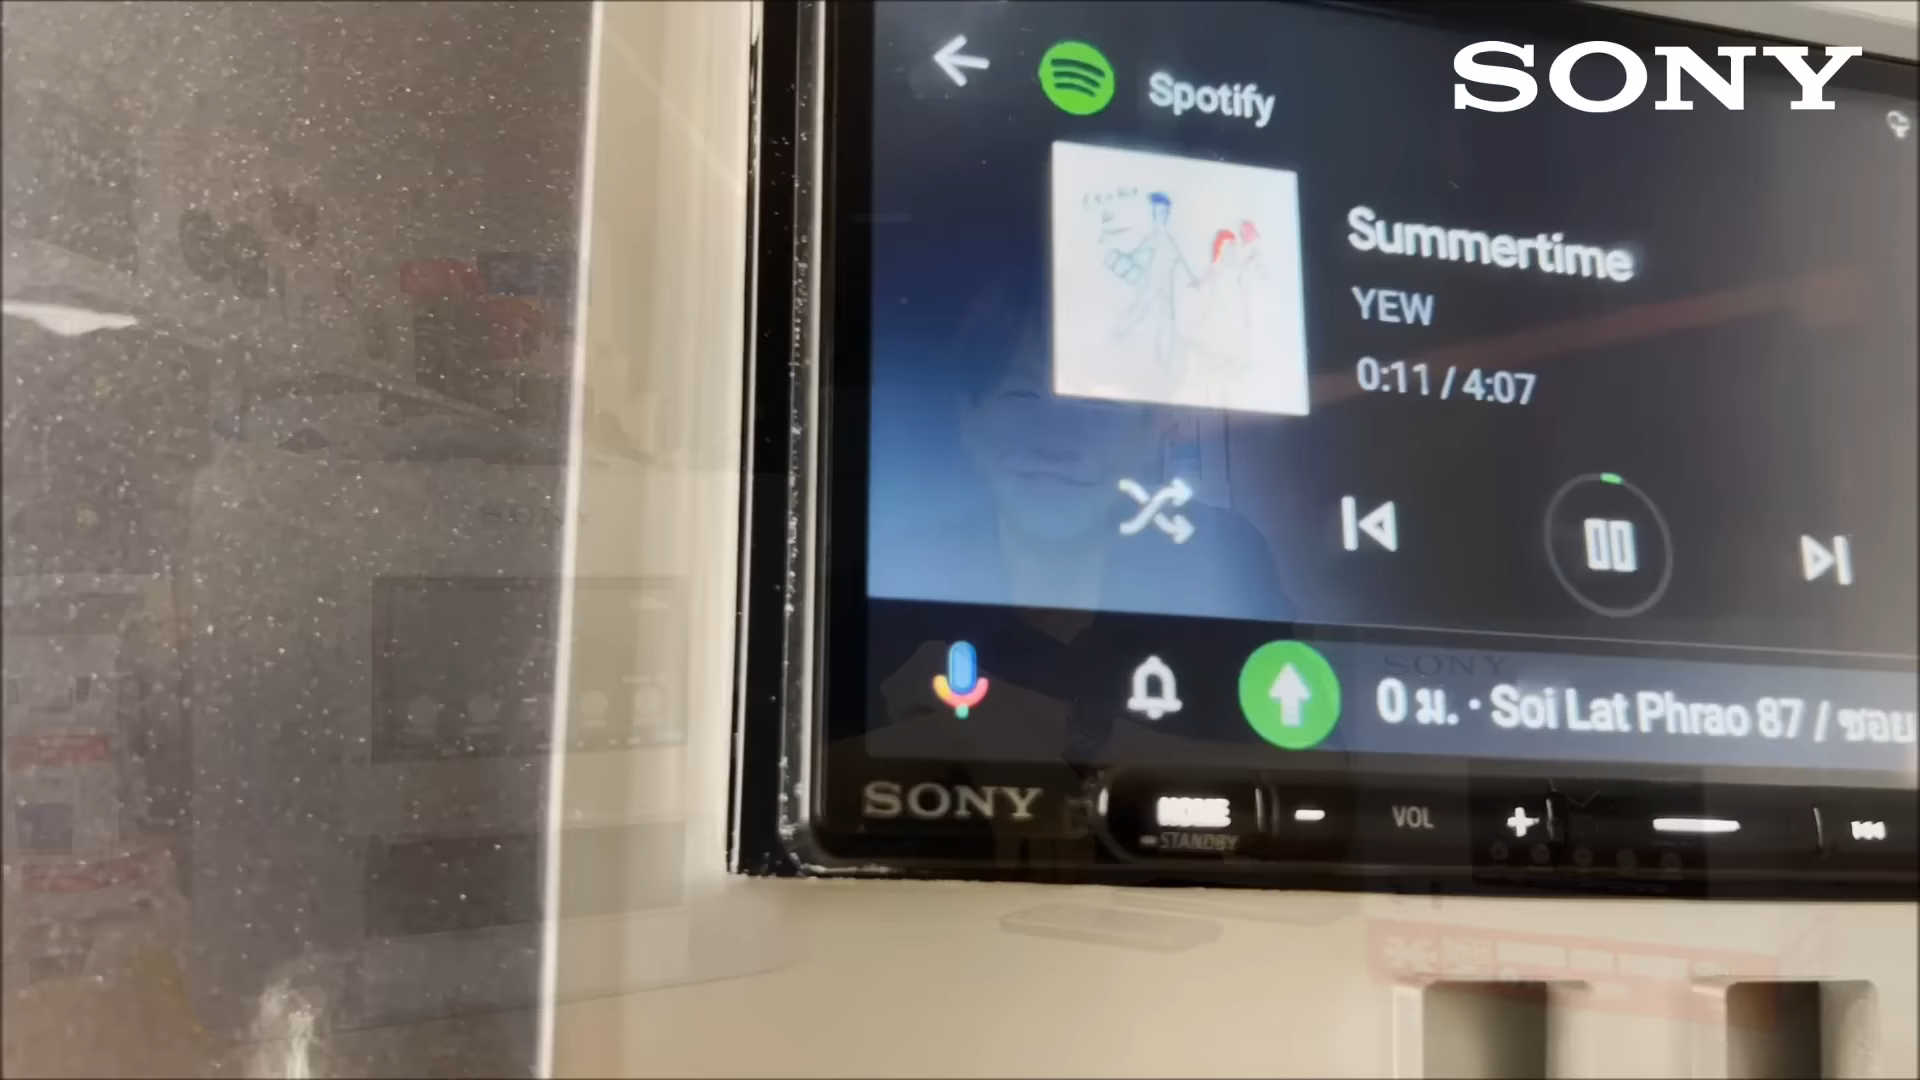 SONY
Spotify
Summertime
YEW
0:11 / 4:07
0 ม. · Soi Lat Phrao 87 / ซอย
SONY
HOME
STANDBY
- VOL +
SONY